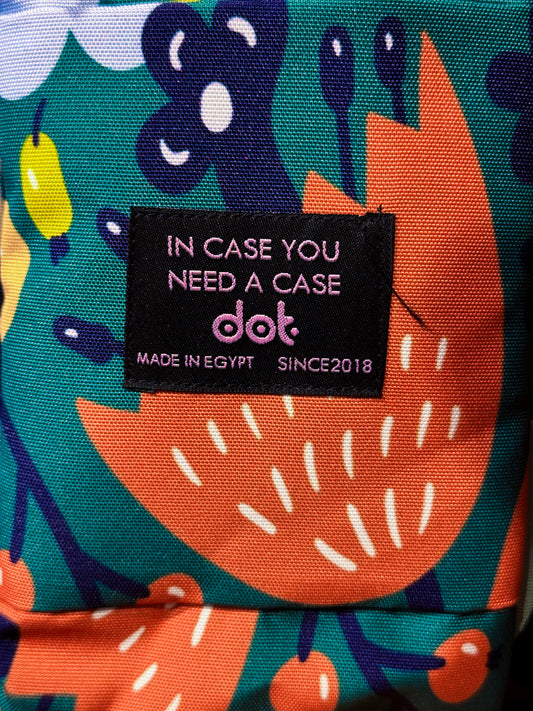 IN CASE YOU
NEED A CASE
dot.
MADE IN EGYPT SINCE2018